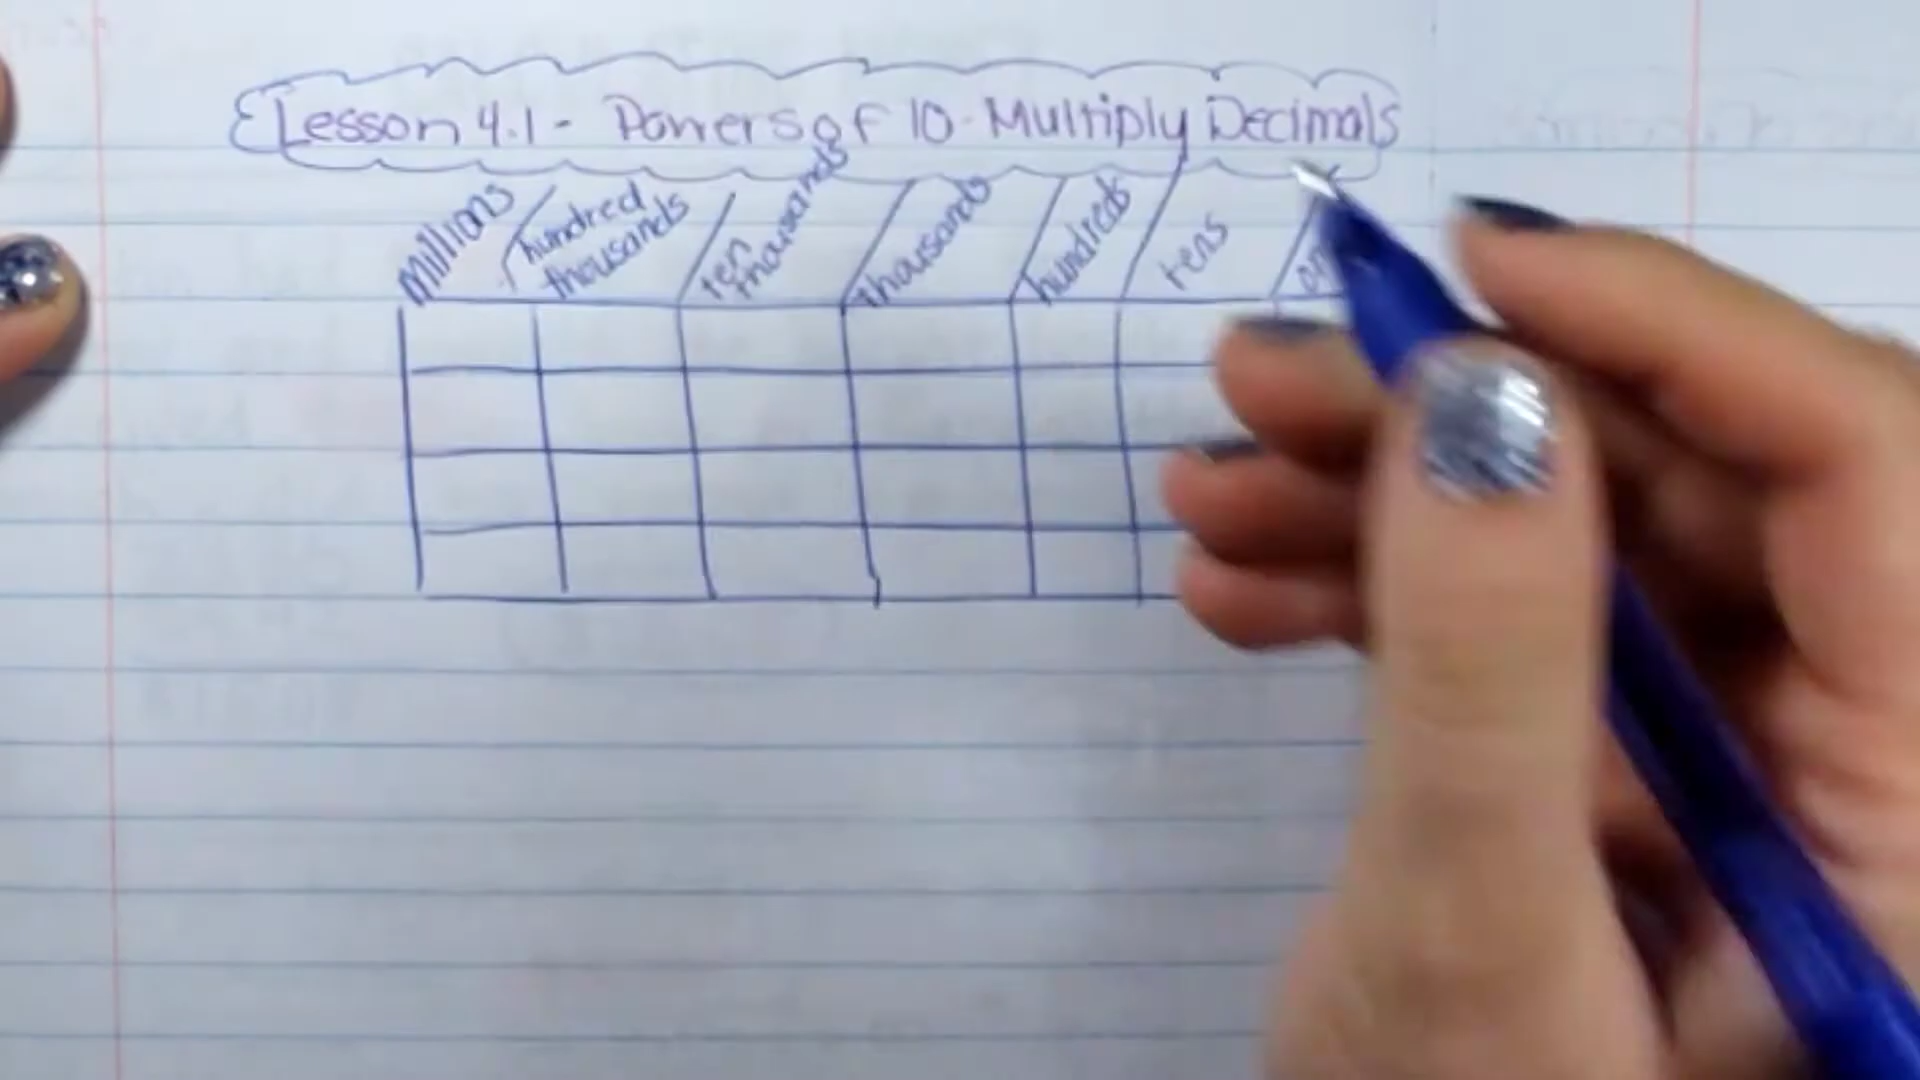 Lesson 4.1 - Powers of 10 - Multiply Decimals
millions
hundred
thousands
ten
thousands
thousands
hundreds
tens